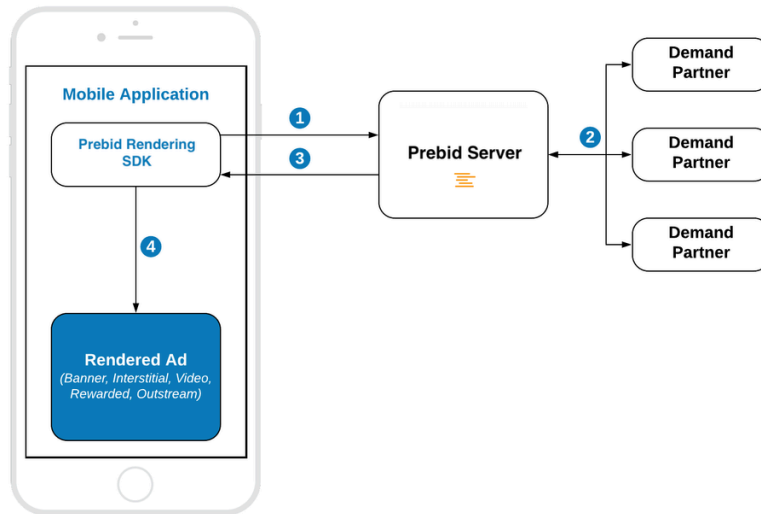 Mobile Application
Prebid Rendering
SDK
1
3
4
Rendered Ad
(Banner, Interstitial, Video,
Rewarded, Outstream)
Prebid Server
2
Demand
Partner
Demand
Partner
Demand
Partner